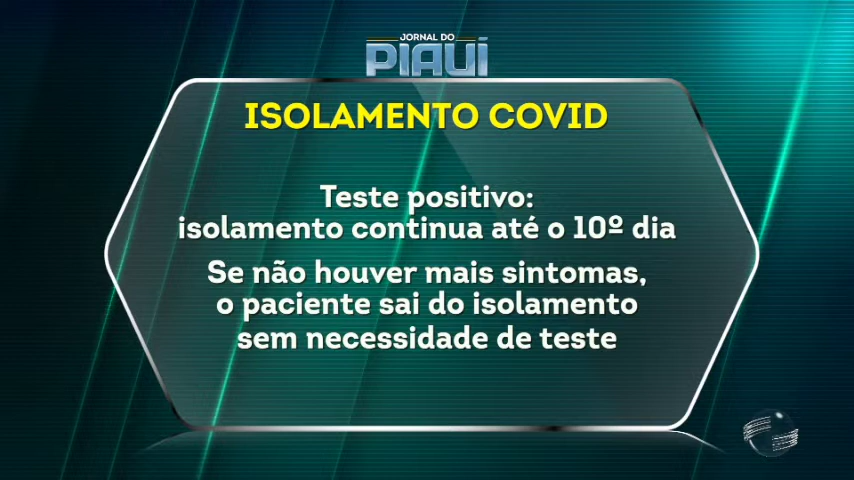 JORNAL DO
PIAUÍ
ISOLAMENTO COVID
Teste positivo:
isolamento continua até o 10º dia
Se não houver mais sintomas,
o paciente sai do isolamento
sem necessidade de teste